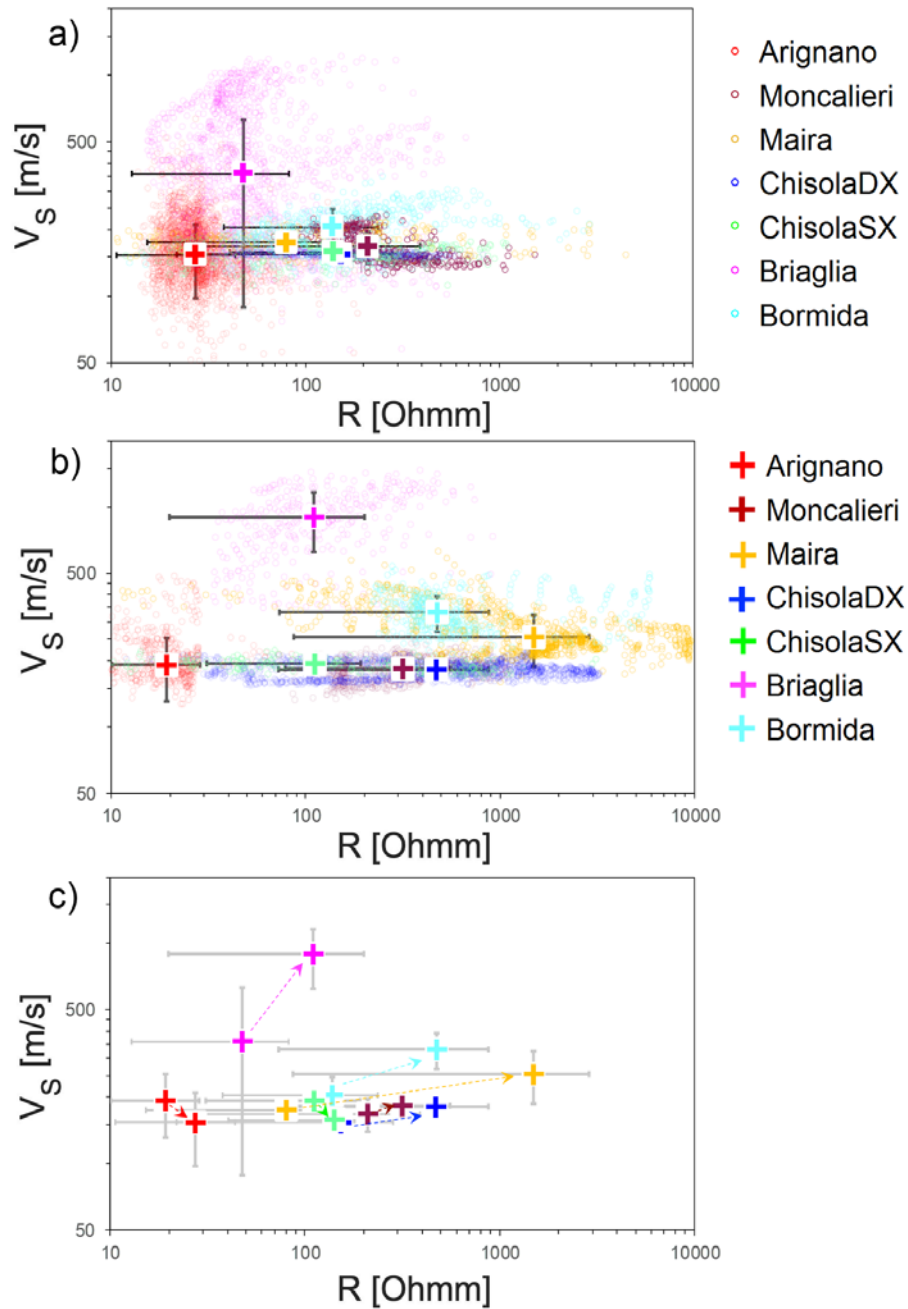 a)
V_S [m/s]
500
50
10
100
1000
10000
R [Ohmm]
Arignano
Moncalieri
Maira
ChisolaDX
ChisolaSX
Briaglia
Bormida
b)
V_S [m/s]
500
50
10
100
1000
10000
R [Ohmm]
Arignano
Moncalieri
Maira
ChisolaDX
ChisolaSX
Briaglia
Bormida
c)
V_S [m/s]
500
50
10
100
1000
10000
R [Ohmm]